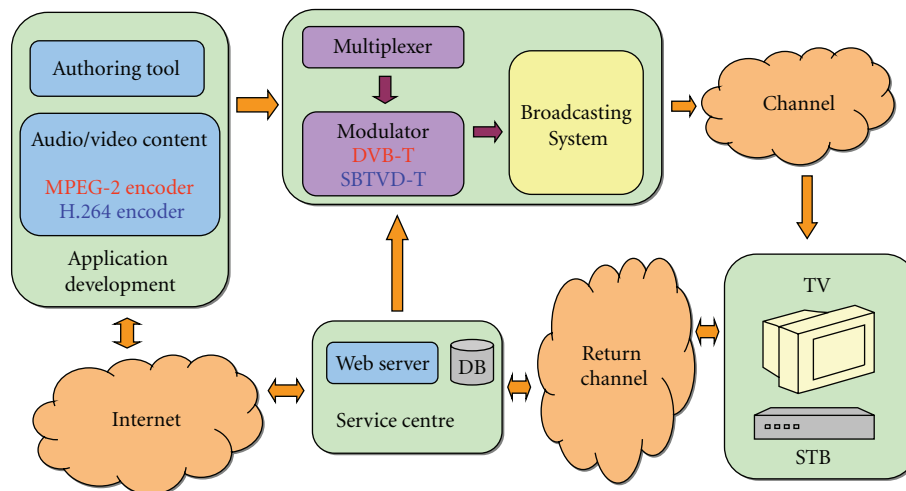 Authoring tool
Audio/video content
MPEG-2 encoder
H.264 encoder
Application
development
Multiplexer
Modulator
DVB-T
SBTVD-T
Broadcasting
System
Channel
TV
STB
Return
channel
Web server
DB
Service centre
Internet